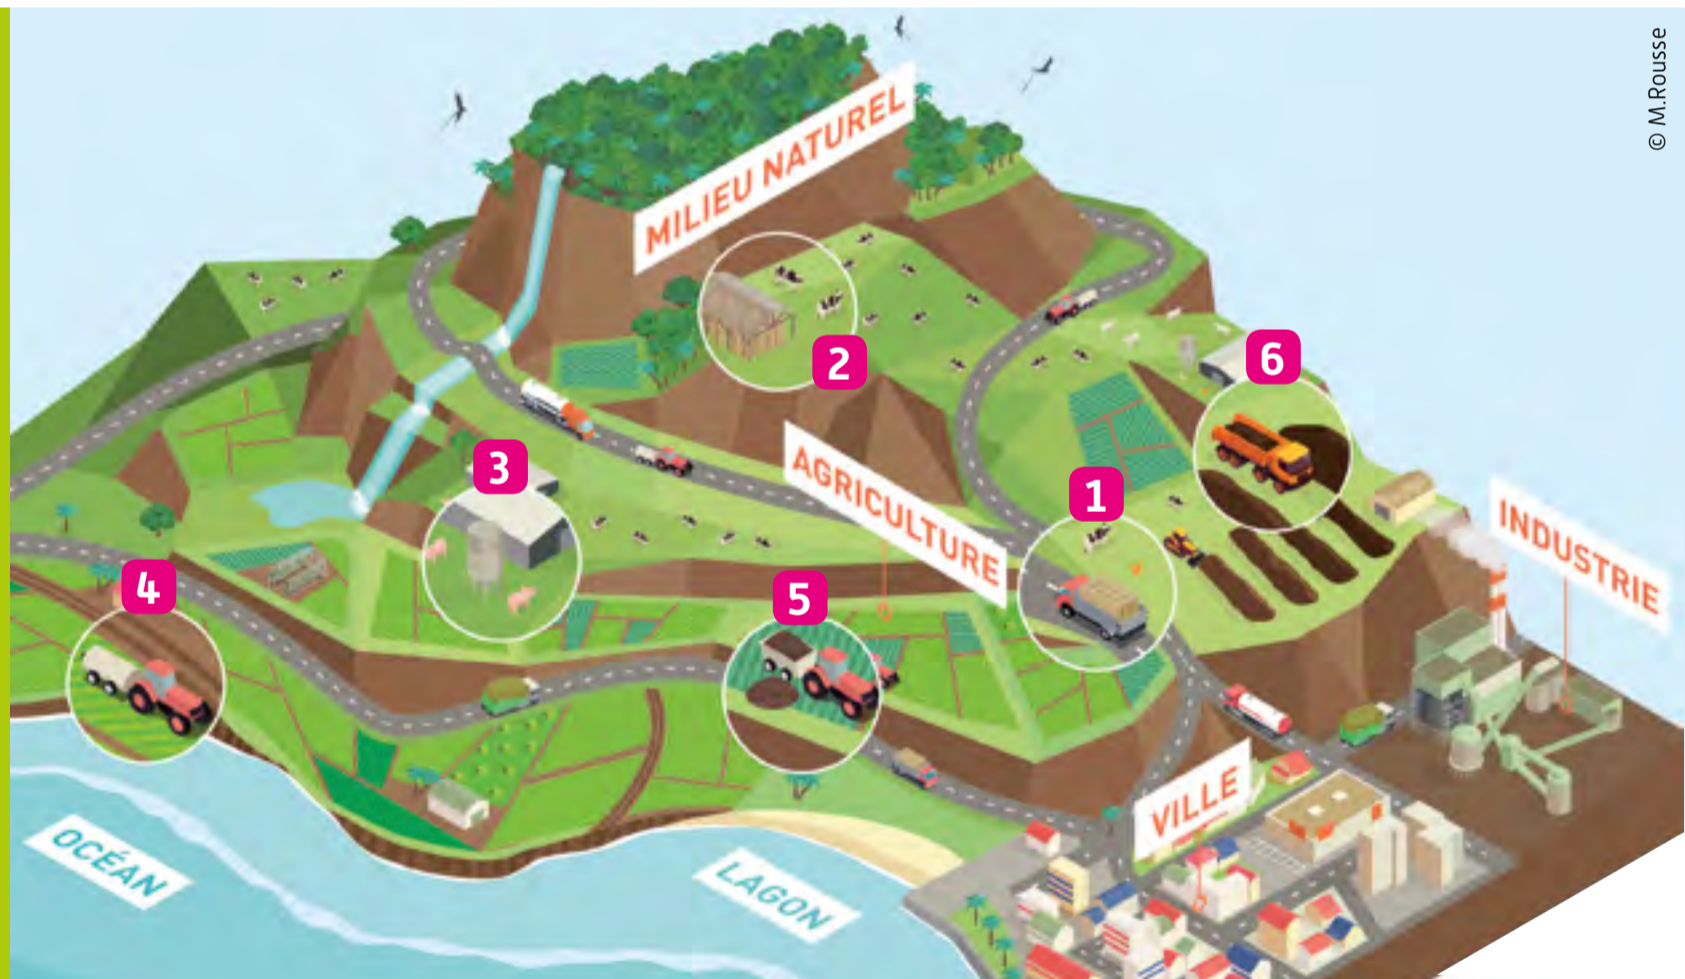 © M.Rousse
MILIEU NATUREL
2
6
3
AGRICULTURE
1
INDUSTRIE
4
5
VILLE
OCÉAN
LAGON